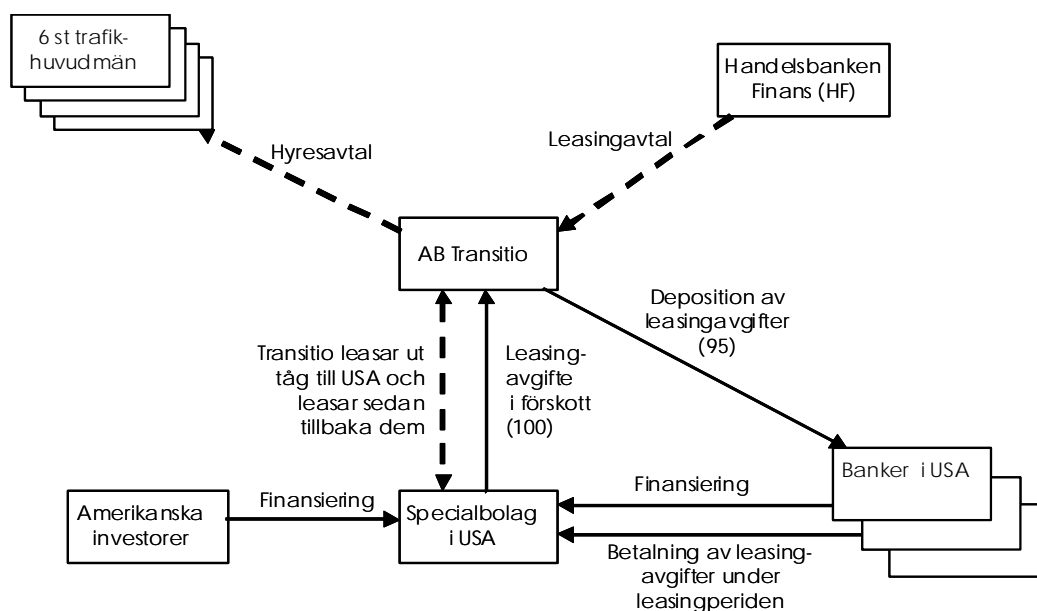 6 st trafik-
huvudmän
Handelsbanken
Finans (HF)
Hyresavtal
Leasingavtal
AB Transitio
Deposition av
leasingavgifter
(95)
Transitio leasar ut
tåg till USA och
leasar sedan
tillbaka dem
Leasing-
avgifte
i förskott
(100)
Banker i USA
Amerikanska
investorer
Finansiering
Specialbolag
i USA
Finansiering
Betalning av leasing-
avgifter under
leasingperiden